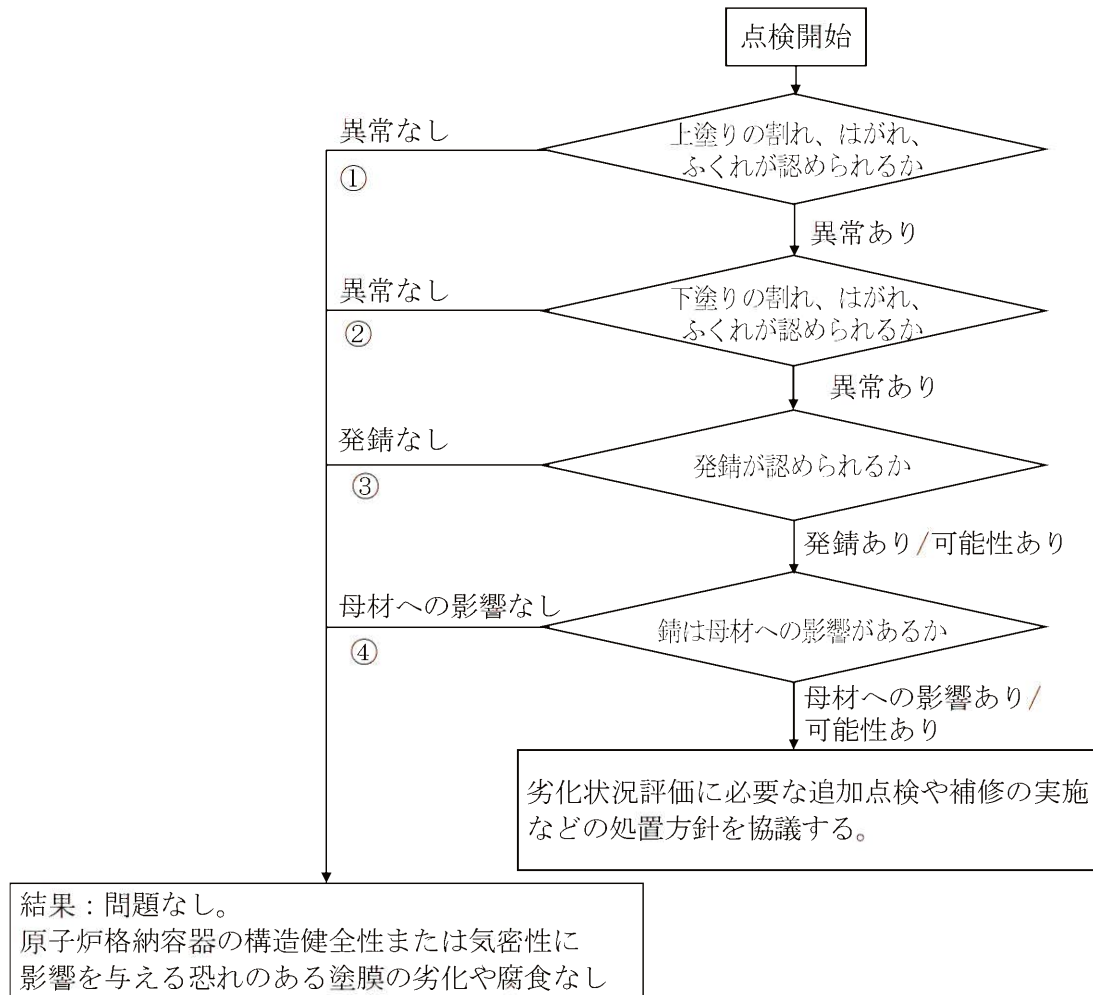 点検開始
上塗りの割れ、はがれ、
ふくれが認められるか
異常なし
①
異常あり
下塗りの割れ、はがれ、
ふくれが認められるか
異常なし
②
異常あり
発錆が認められるか
発錆なし
③
発錆あり/可能性あり
錆は母材への影響があるか
母材への影響なし
④
母材への影響あり/
可能性あり
劣化状況評価に必要な追加点検や補修の実施
などの処置方針を協議する。
結果：問題なし。
原子炉格納容器の構造健全性または気密性に
影響を与える恐れのある塗膜の劣化や腐食なし